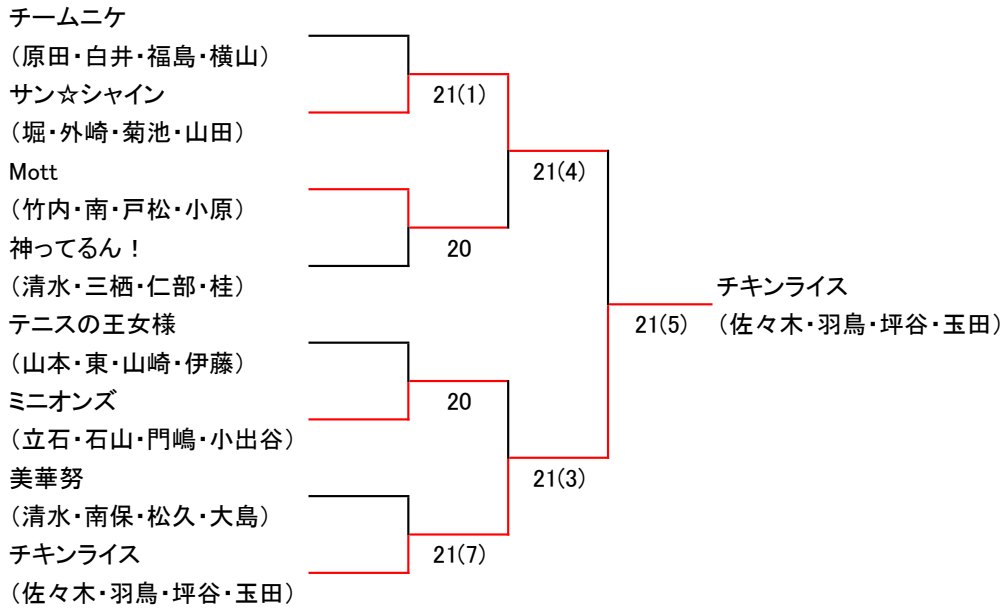 チームニケ
（原田・白井・福島・横山）
サン☆シャイン
21(1)
（堀・外崎・菊池・山田）
Mott
21(4)
（竹内・南・戸松・小原）
神ってるん！
20
（清水・三栖・仁部・桂）
チキンライス
テニスの王女様
21(5)
（佐々木・羽鳥・坪谷・玉田）
（山本・東・山崎・伊藤）
ミニオンズ
20
（立石・石山・門嶋・小出谷）
美華努
21(3)
（清水・南保・松久・大島）
チキンライス
21(7)
（佐々木・羽鳥・坪谷・玉田）